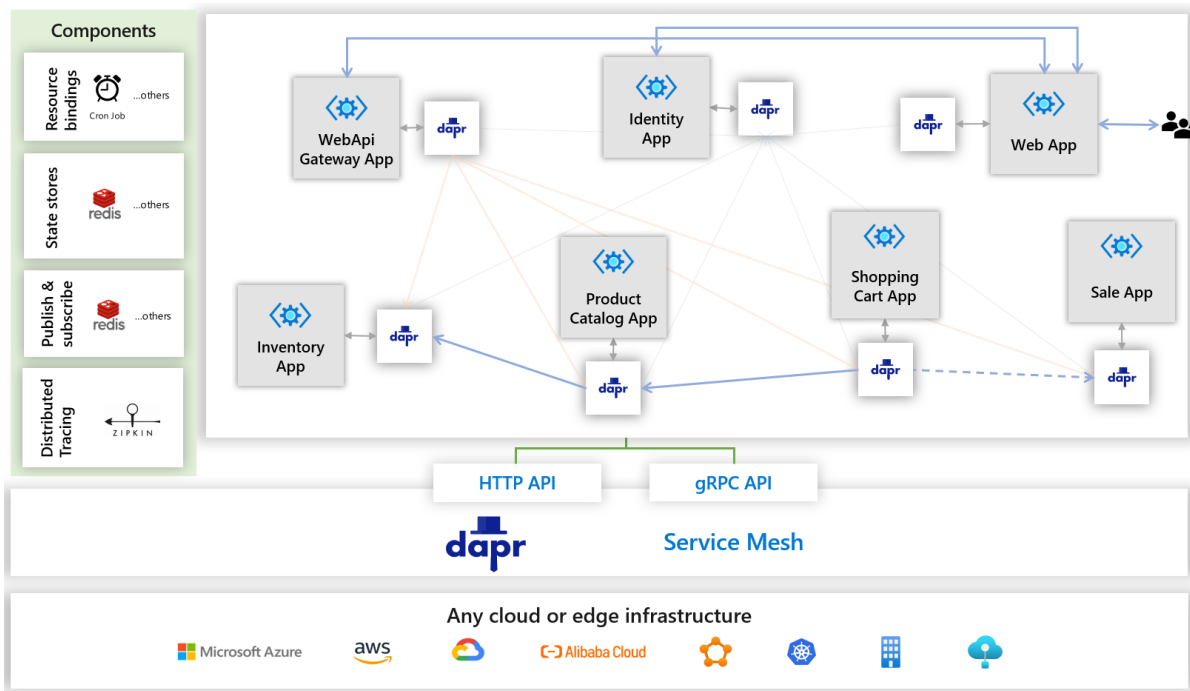 Components
Resource
bindings
Cron Job
...others
State stores
redis
...others
Publish &
subscribe
redis
...others
Distributed
Tracing
ZIPKIN
WebApi
Gateway App
dapr
Identity
App
dapr
dapr
Web App
Inventory
App
dapr
Product
Catalog App
dapr
Shopping
Cart App
dapr
Sale App
dapr
HTTP API
gRPC API
dapr
Service Mesh
Any cloud or edge infrastructure
Microsoft Azure
aws
Alibaba Cloud